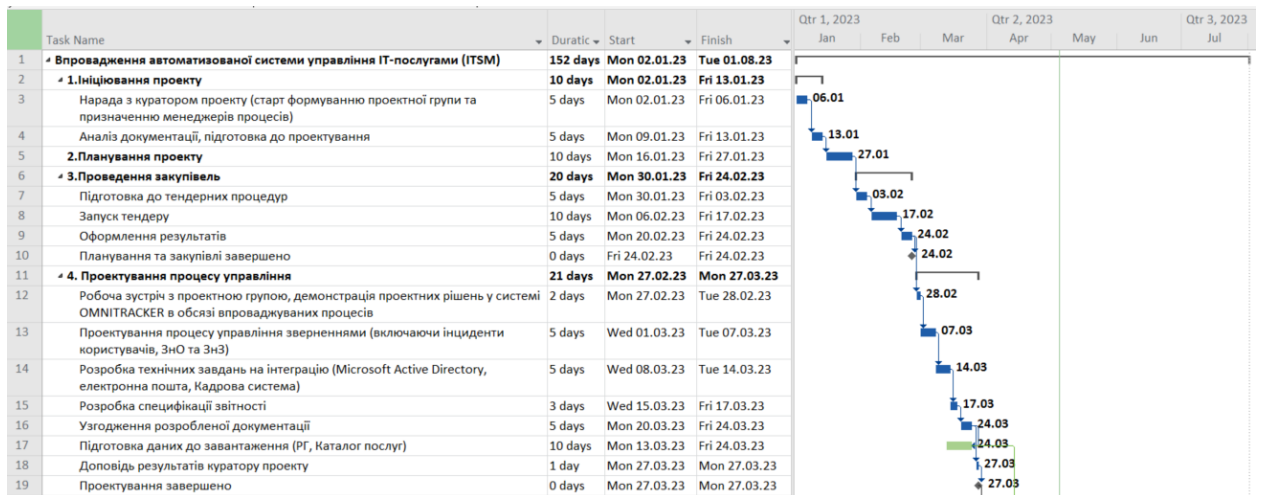 Qtr 1, 2023 Qtr 2, 2023 Qtr 3, 2023
Task Name Duratic Start Finish Jan Feb Mar Apr May Jun Jul
1 Впровадження автоматизованої системи управління ІТ-послугами (ITSM) 152 days Mon 02.01.23 Tue 01.08.23
2 1.Ініціювання проекту 10 days Mon 02.01.23 Fri 13.01.23
3 Нарада з куратором проекту (старт формуванню проектної групи та 5 days Mon 02.01.23 Fri 06.01.23 06.01
призначенню менеджерів процесів)
4 Аналіз документації, підготовка до проектування 5 days Mon 09.01.23 Fri 13.01.23 13.01
5 2.Планування проекту 10 days Mon 16.01.23 Fri 27.01.23 27.01
6 3.Проведення закупівель 20 days Mon 30.01.23 Fri 24.02.23
7 Підготовка до тендерних процедур 5 days Mon 30.01.23 Fri 03.02.23 03.02
8 Запуск тендеру 10 days Mon 06.02.23 Fri 17.02.23 17.02
9 Оформлення результатів 5 days Mon 20.02.23 Fri 24.02.23 24.02
10 Планування та закупівлі завершено 0 days Fri 24.02.23 Fri 24.02.23 24.02
11 4. Проектування процесу управління 21 days Mon 27.02.23 Mon 27.03.23
12 Робоча зустріч з проектною групою, демонстрація проектних рішень у системі 2 days Mon 27.02.23 Tue 28.02.23 28.02
OMNITRACKER в обсязі впроваджуваних процесів
13 Проектування процесу управління зверненнями (включаючи інциденти 5 days Wed 01.03.23 Tue 07.03.23 07.03
користувачів, ЗнО та ЗнЗ)
14 Розробка технічних завдань на інтеграцію (Microsoft Active Directory, 5 days Wed 08.03.23 Tue 14.03.23 14.03
електронна пошта, Кадрова система)
15 Розробка специфікації звітності 3 days Wed 15.03.23 Fri 17.03.23 17.03
16 Узгодження розробленої документації 5 days Mon 20.03.23 Fri 24.03.23 24.03
17 Підготовка даних до завантаження (РГ, Каталог послуг) 10 days Mon 13.03.23 Fri 24.03.23 24.03
18 Доповідь результатів куратору проекту 1 day Mon 27.03.23 Mon 27.03.23 27.03
19 Проектування завершено 0 days Mon 27.03.23 Mon 27.03.23 27.03